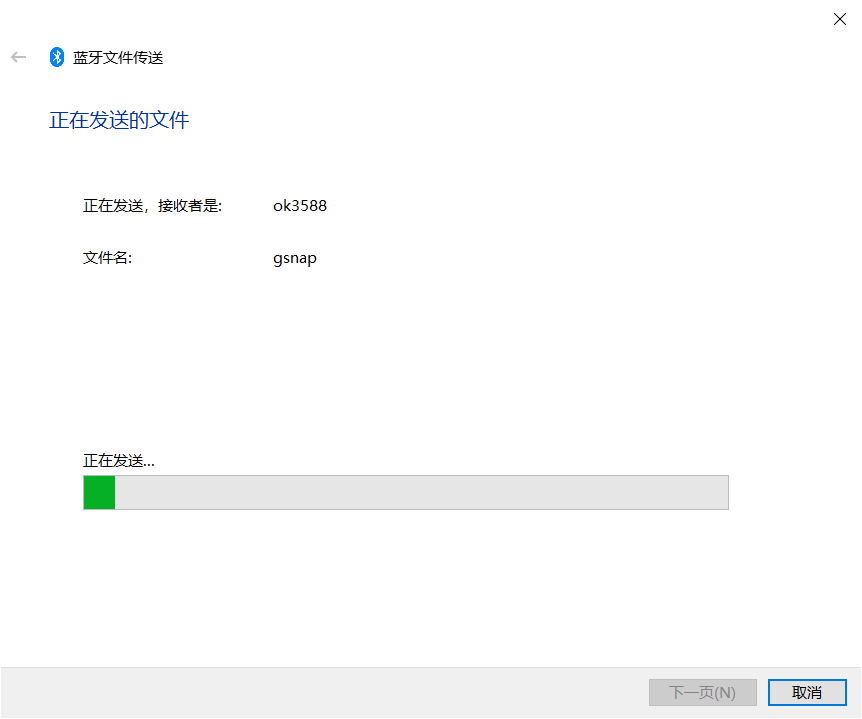 蓝牙文件传送
正在发送的文件
正在发送，接收者是: ok3588
文件名: gsnap
正在发送...
下一页(N) 取消